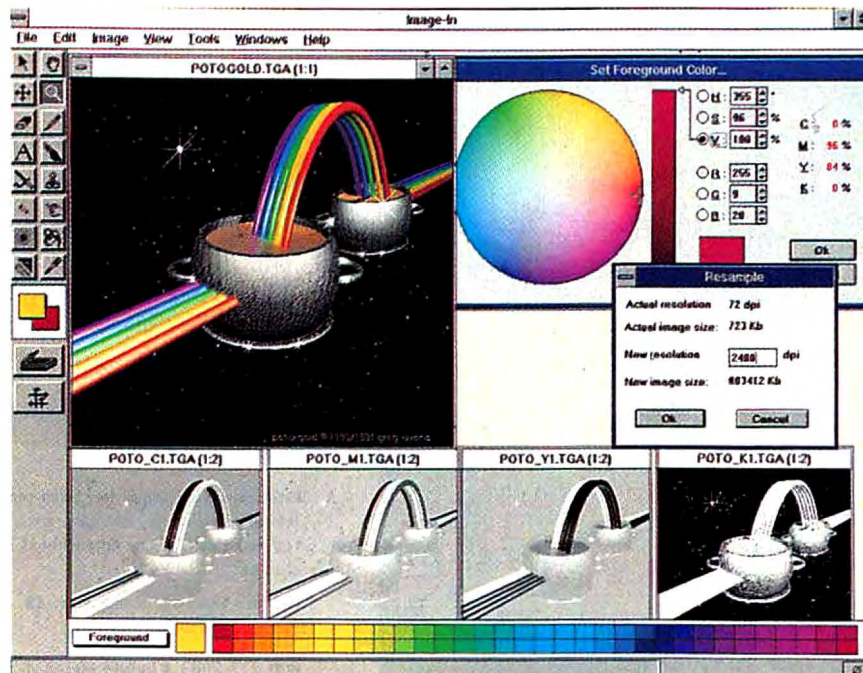 Image-In
File Edit Image View Tools Windows Help
POTOGOLD.TGA (1:1)
Set Foreground Color...
H: 355 °
S: 96 %
V: 100 %
R: 255
G: 9
B: 28
C: 0 %
M: 96 %
Y: 84 %
K: 0 %
Ok
Resample
Actual resolution 72 dpi
Actual image size: 723 Kb
New resolution 2400 dpi
New image size: 803412 Kb
Ok Cancel
POTO_C1.TGA (1:2)
POTO_M1.TGA (1:2)
POTO_Y1.TGA (1:2)
POTO_K1.TGA (1:2)
Foreground